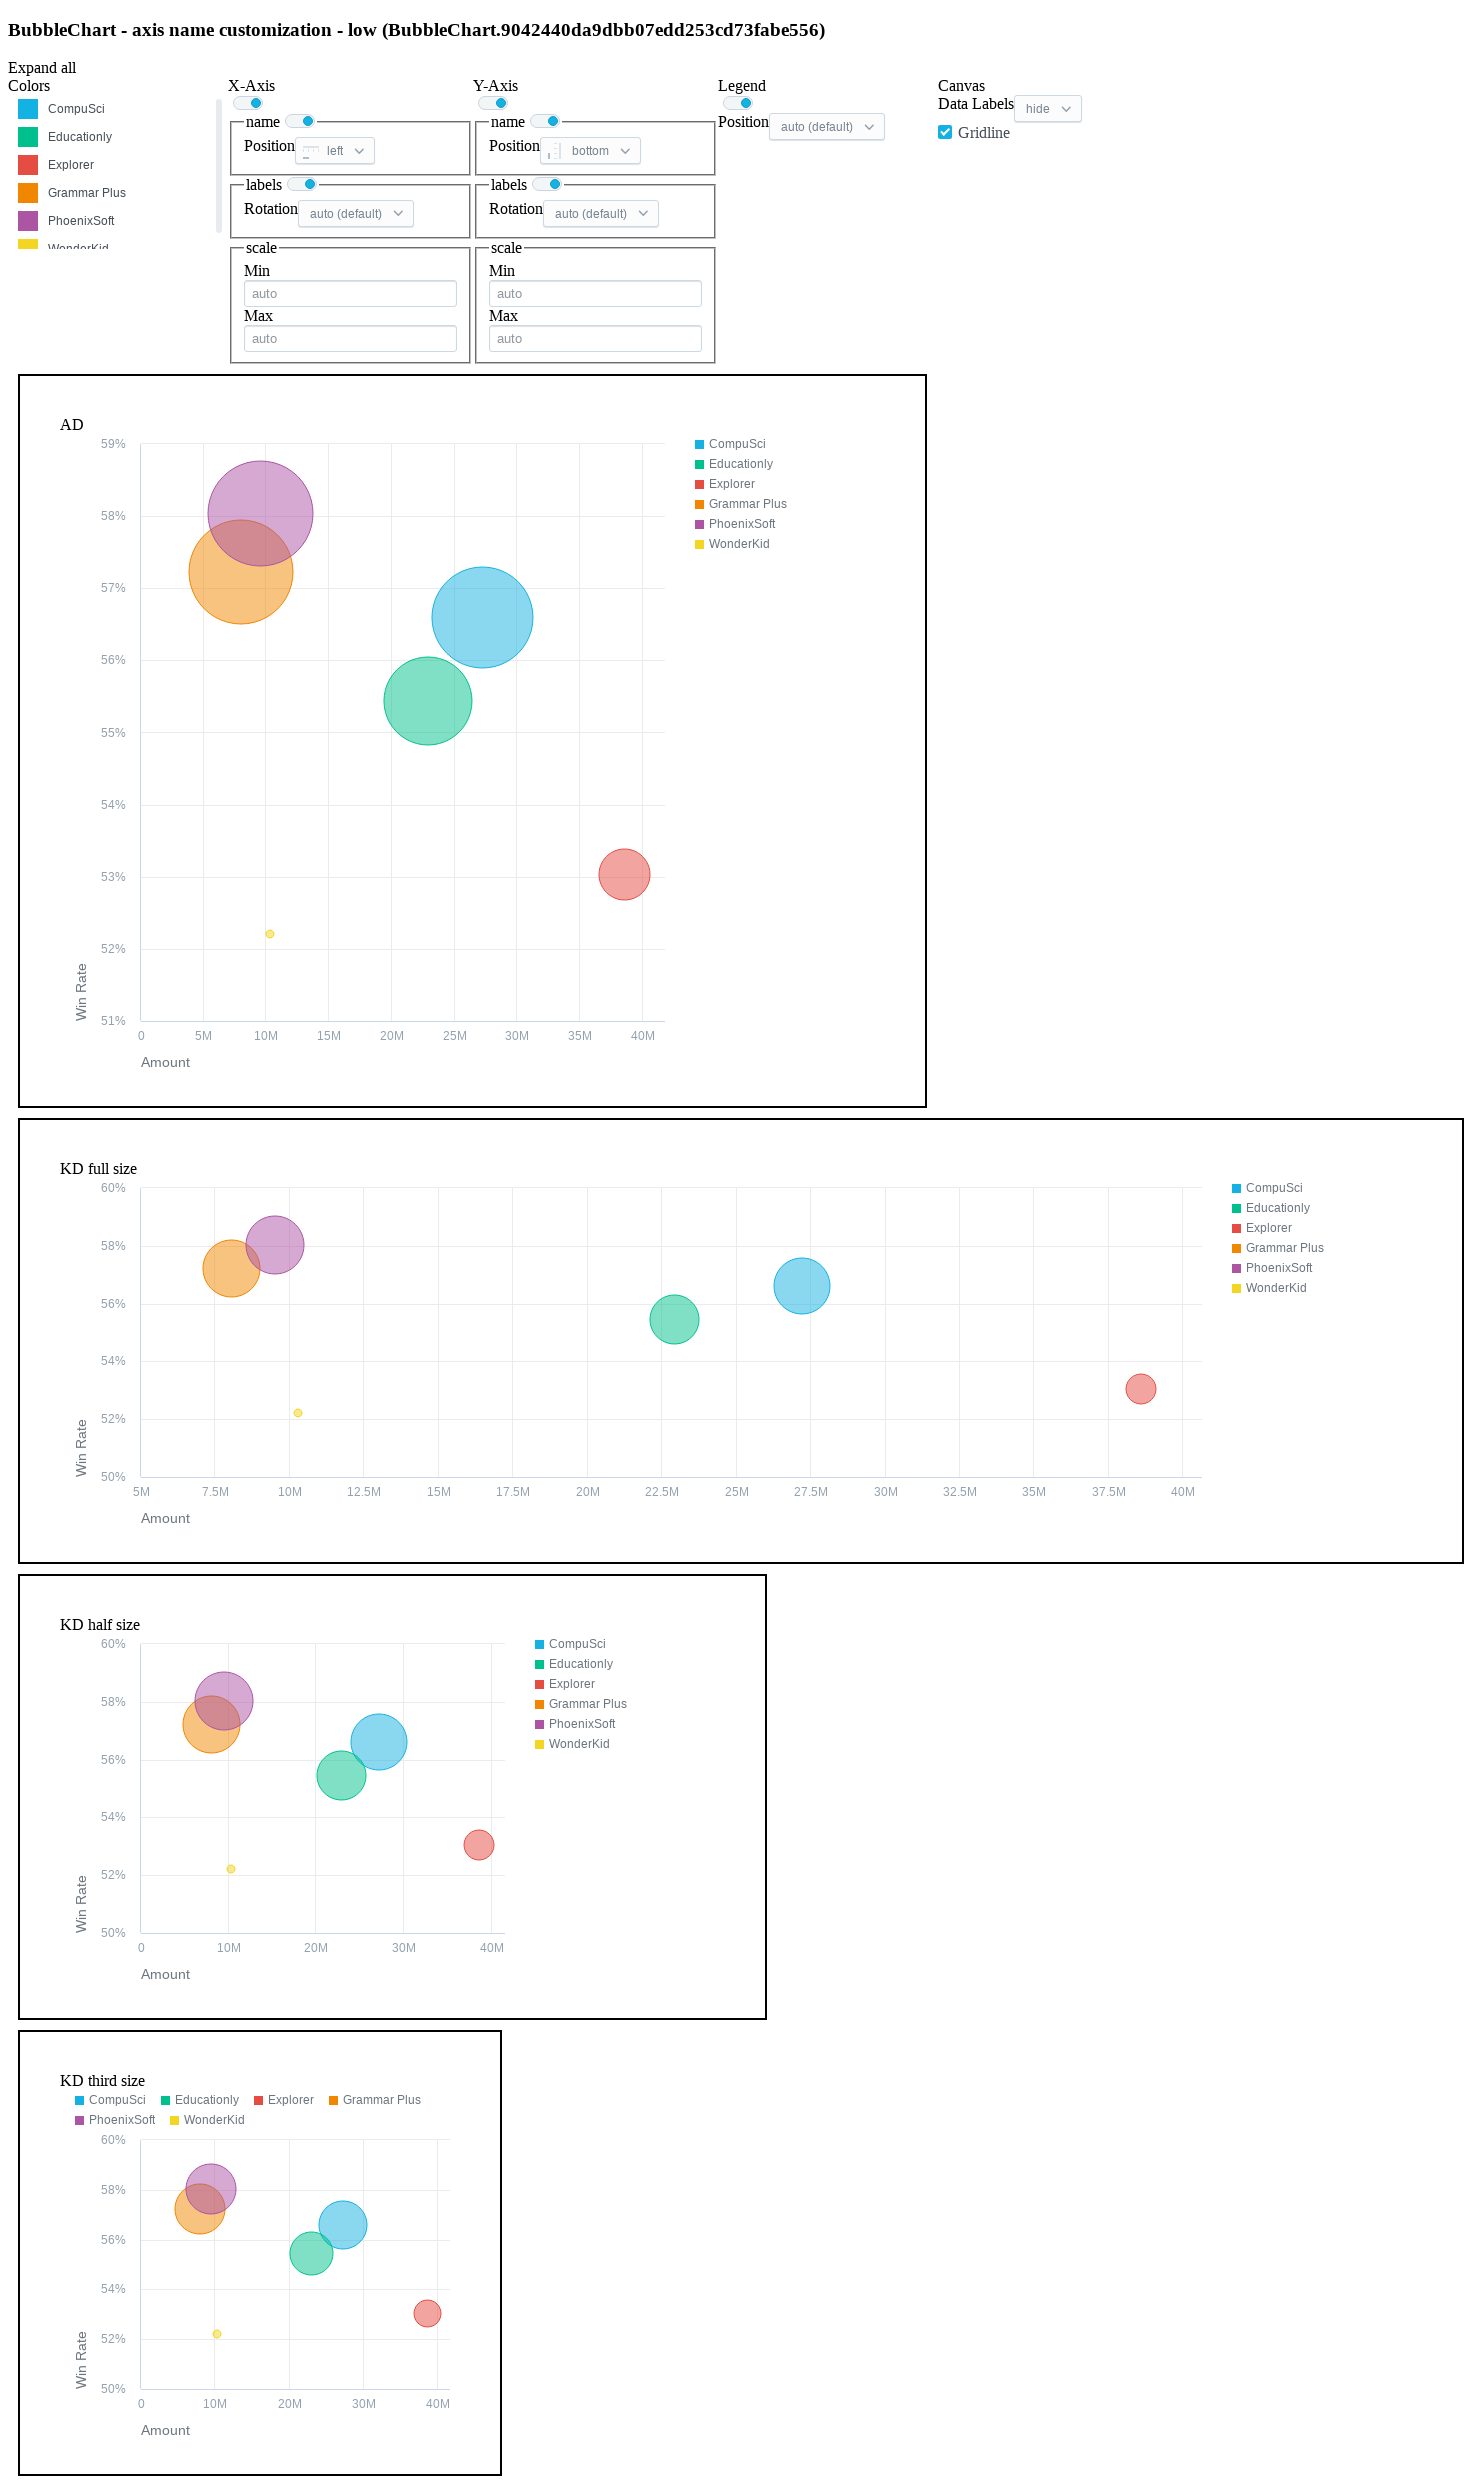 BubbleChart - axis name customization - low (BubbleChart.9042440da9dbb07edd253cd73fabe556)
Expand all
Colors
CompuSci
Educationly
Explorer
Grammar Plus
PhoenixSoft
WonderKid
X-Axis
name
Position left
labels
Rotation auto (default)
scale
Min
auto
Max
auto
Y-Axis
name
Position bottom
labels
Rotation auto (default)
scale
Min
auto
Max
auto
Legend
Position auto (default)
Canvas
Data Labels hide
Gridline
AD
59%
58%
57%
56%
55%
54%
53%
52%
51%
Win Rate
0 5M 10M 15M 20M 25M 30M 35M 40M
Amount
CompuSci
Educationly
Explorer
Grammar Plus
PhoenixSoft
WonderKid
KD full size
60%
58%
56%
54%
52%
50%
Win Rate
5M 7.5M 10M 12.5M 15M 17.5M 20M 22.5M 25M 27.5M 30M 32.5M 35M 37.5M 40M
Amount
CompuSci
Educationly
Explorer
Grammar Plus
PhoenixSoft
WonderKid
KD half size
60%
58%
56%
54%
52%
50%
Win Rate
0 10M 20M 30M 40M
Amount
CompuSci
Educationly
Explorer
Grammar Plus
PhoenixSoft
WonderKid
KD third size
CompuSci Educationly Explorer Grammar Plus
PhoenixSoft WonderKid
60%
58%
56%
54%
52%
50%
Win Rate
0 10M 20M 30M 40M
Amount